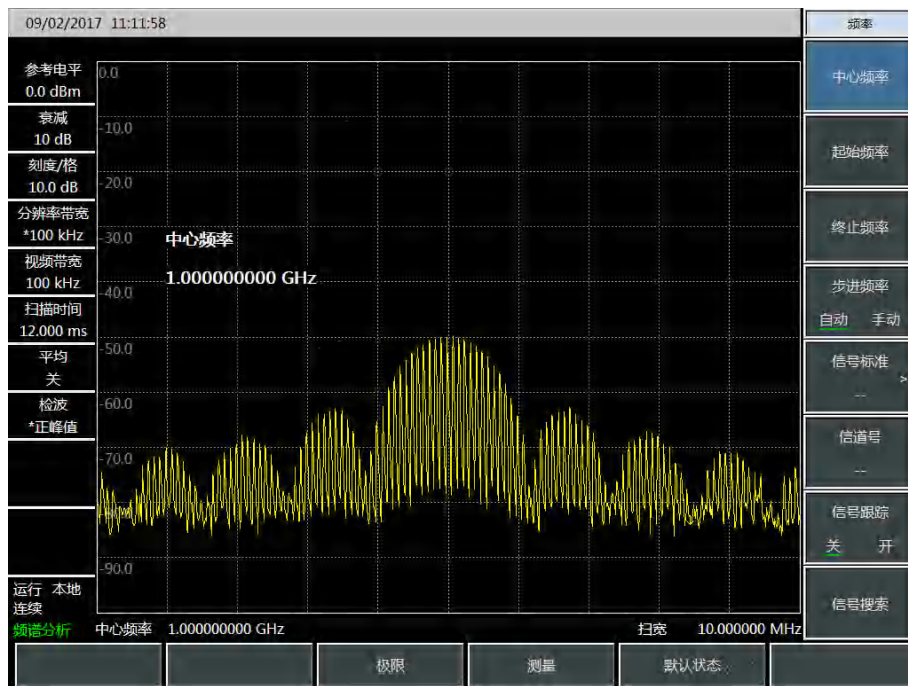 09/02/2017 11:11:58
频率
参考电平
0.0 dBm
衰减
10 dB
刻度/格
10.0 dB
分辨率带宽
*100 kHz
视频带宽
100 kHz
扫描时间
12.000 ms
平均
关
检波
*正峰值
运行 本地
连续
频谱分析
0.0
-10.0
-20.0
-30.0
-40.0
-50.0
-60.0
-70.0
-90.0
中心频率
1.000000000 GHz
中心频率 1.000000000 GHz
扫宽 10.000000 MHz
中心频率
起始频率
终止频率
步进频率
自动 手动
信号标准
>
--
信道号
--
信号跟踪
关 开
信号搜索
极限
测量
默认状态